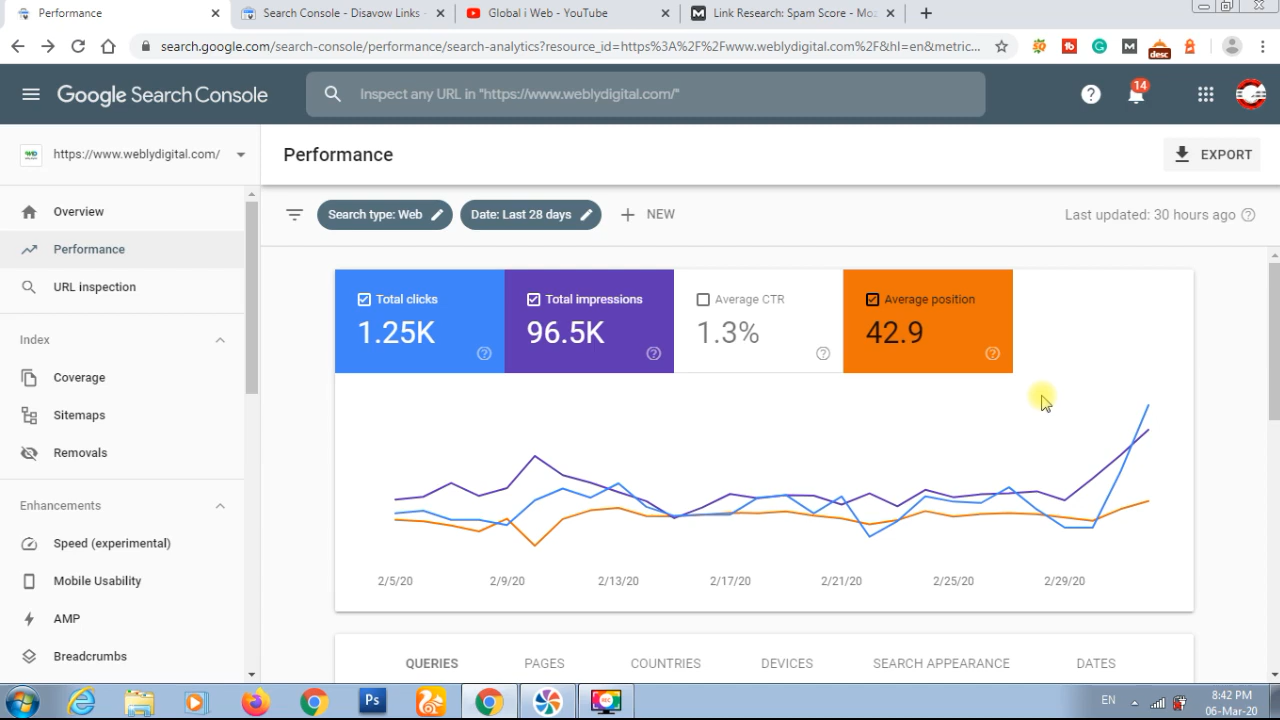 Performance
Search Console - Disavow Links -
Global i Web - YouTube
Link Research: Spam Score - Mo
search.google.com/search-console/performance/search-analytics?resource_id=https%3A%2F%2Fwww.weblydigital.com%2F&hl=en&metric...
desc
Google Search Console
Inspect any URL in "https://www.weblydigital.com/"
14
https://www.weblydigital.com/
Performance
EXPORT
Overview
Performance
URL inspection
Index
Coverage
Sitemaps
Removals
Enhancements
Speed (experimental)
Mobile Usability
AMP
Breadcrumbs
Search type: Web
Date: Last 28 days
NEW
Last updated: 30 hours ago
Total clicks
1.25K
Total impressions
96.5K
Average CTR
1.3%
Average position
42.9
2/5/20 2/9/20 2/13/20 2/17/20 2/21/20 2/25/20 2/29/20
QUERIES PAGES COUNTRIES DEVICES SEARCH APPEARANCE DATES
Ps
EN
8:42 PM
06-Mar-20